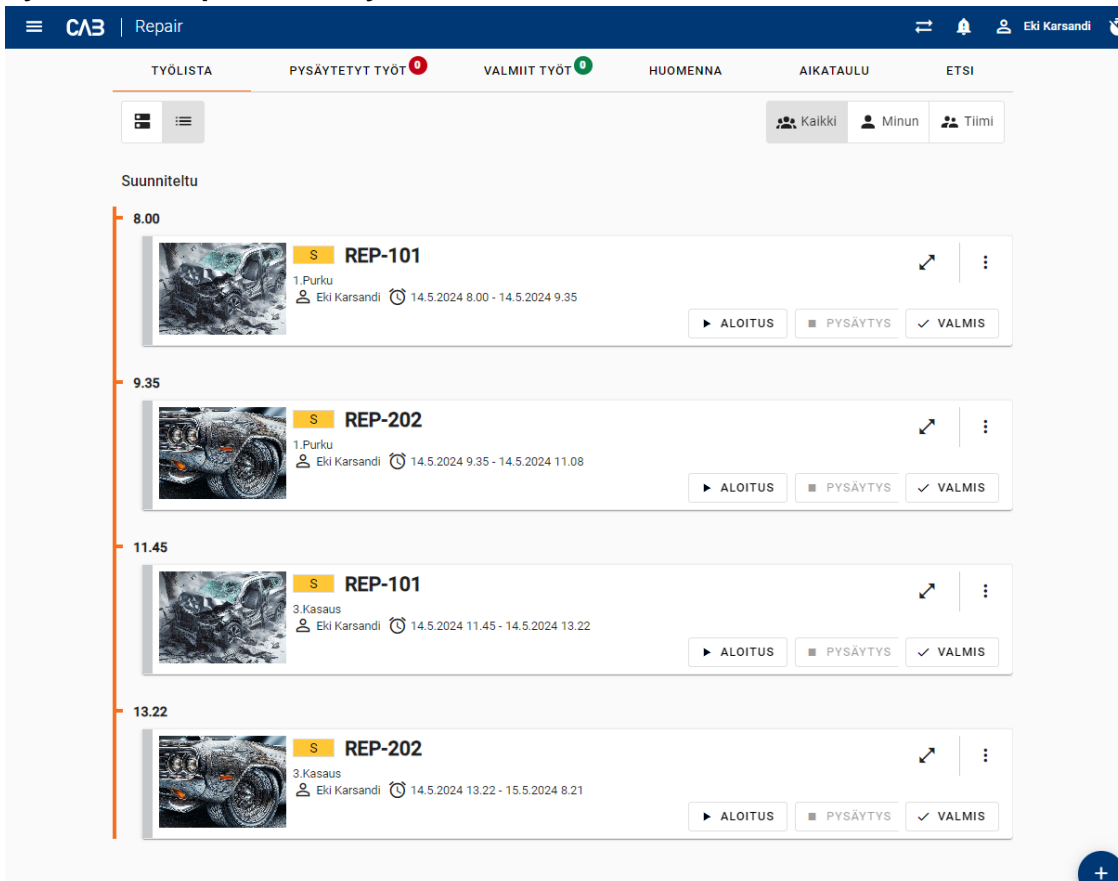 CAB | Repair
Eki Karsandi
TYÖLISTA
PYSÄYTETYT TYÖT 0
VALMIIT TYÖT 0
HUOMENNA
AIKATAULU
ETSI
Kaikki
Minun
Tiimi
Suunniteltu
8.00
S REP-101
1.Purku
Eki Karsandi 14.5.2024 8.00 - 14.5.2024 9.35
ALOITUS PYSÄYTYS VALMIS
9.35
S REP-202
1.Purku
Eki Karsandi 14.5.2024 9.35 - 14.5.2024 11.08
ALOITUS PYSÄYTYS VALMIS
11.45
S REP-101
3.Kasaus
Eki Karsandi 14.5.2024 11.45 - 14.5.2024 13.22
ALOITUS PYSÄYTYS VALMIS
13.22
S REP-202
3.Kasaus
Eki Karsandi 14.5.2024 13.22 - 15.5.2024 8.21
ALOITUS PYSÄYTYS VALMIS
+